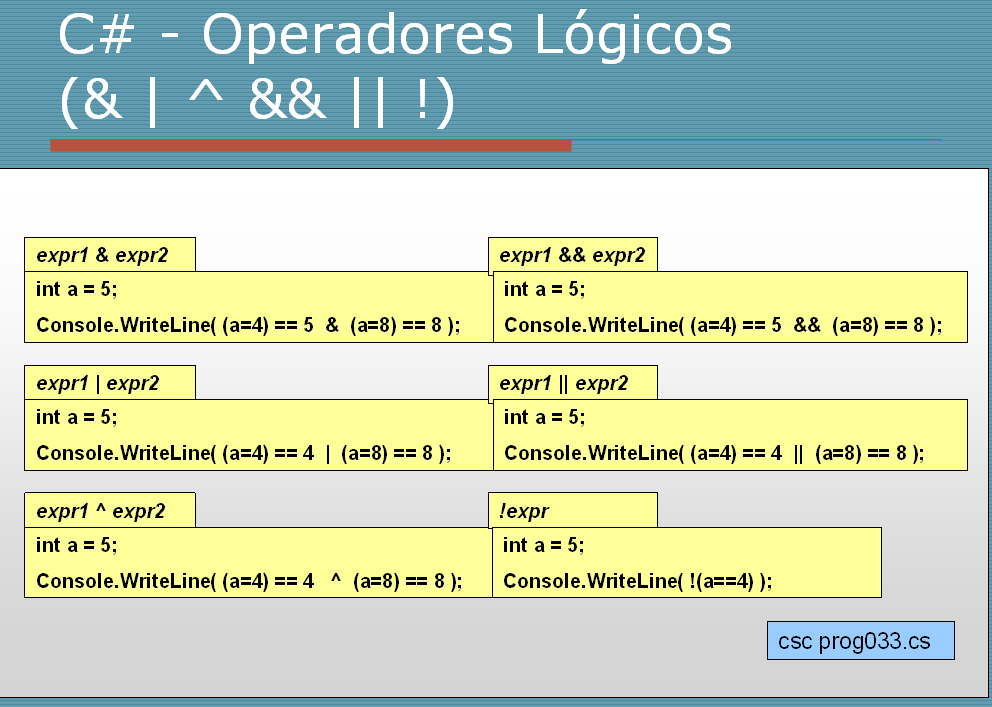 C# - Operadores Lógicos
(& | ^ && || !)
expr1 & expr2
int a = 5;
Console.WriteLine( (a=4) == 5 & (a=8) == 8 );
expr1 && expr2
int a = 5;
Console.WriteLine( (a=4) == 5 && (a=8) == 8 );
expr1 | expr2
int a = 5;
Console.WriteLine( (a=4) == 4 | (a=8) == 8 );
expr1 || expr2
int a = 5;
Console.WriteLine( (a=4) == 4 || (a=8) == 8 );
expr1 ^ expr2
int a = 5;
Console.WriteLine( (a=4) == 4 ^ (a=8) == 8 );
!expr
int a = 5;
Console.WriteLine( !(a==4) );
csc prog033.cs